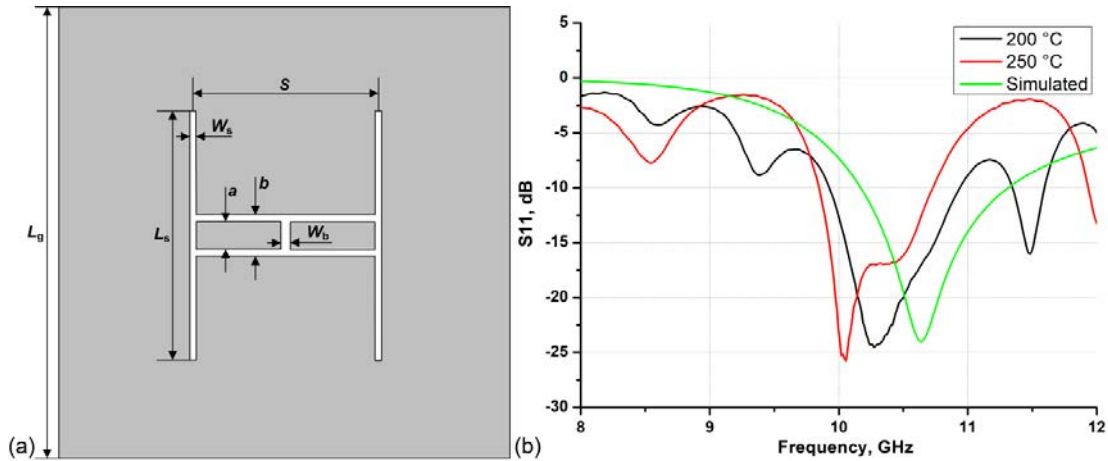 S
Ws
a
b
Lg
Ls
Wb
(a)
5
0
-5
-10
-15
-20
-25
-30
S11, dB
200 °C
250 °C
Simulated
8
9
10
11
12
Frequency, GHz
(b)